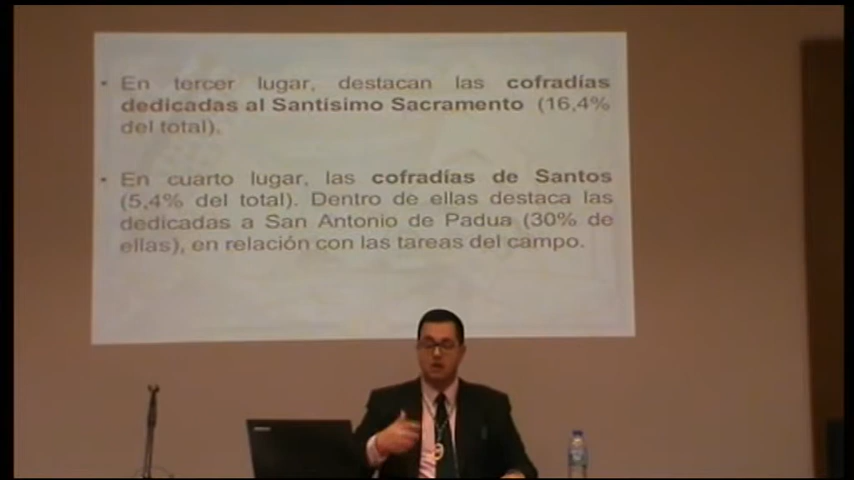 • En tercer lugar, destacan las cofradías
dedicadas al Santísimo Sacramento (16,4%
del total).
• En cuarto lugar, las cofradías de Santos
(5,4% del total). Dentro de ellas destaca las
dedicadas a San Antonio de Padua (30% de
ellas), en relación con las tareas del campo.